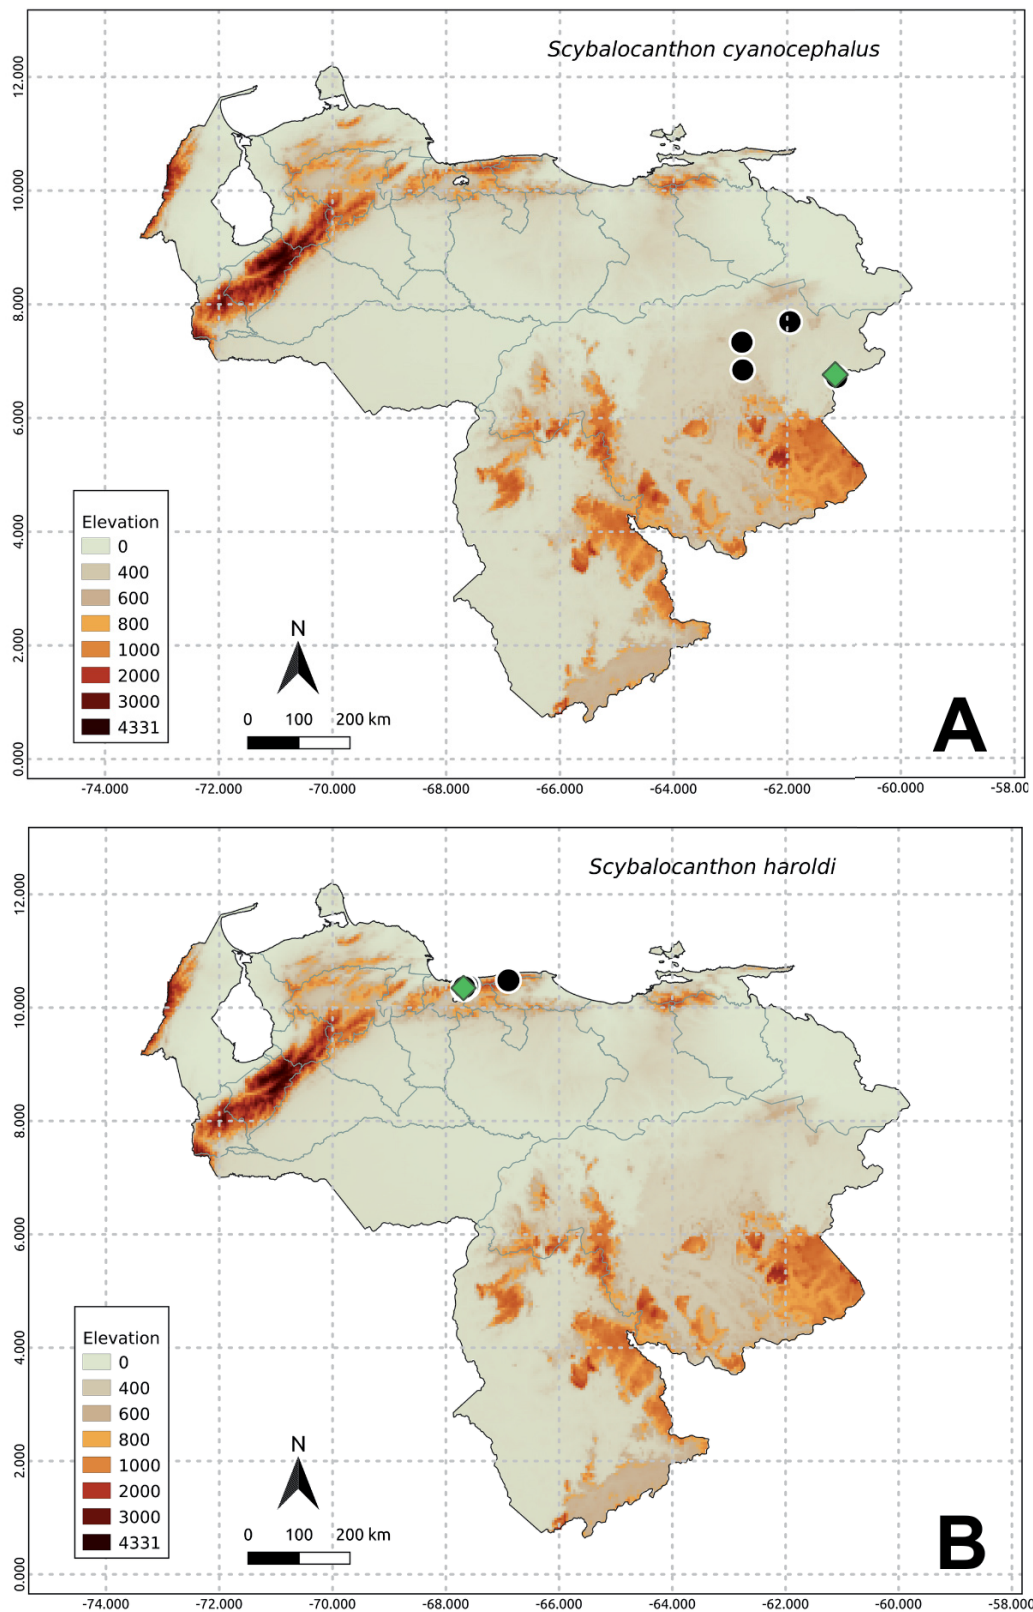 Scybalocanthon cyanocephalus
12.000
10.000
8.000
6.000
4.000
2.000
0.000
Elevation
0
400
600
800
1000
2000
3000
4331
N
0 100 200 km
A
-74.000 -72.000 -70.000 -68.000 -66.000 -64.000 -62.000 -60.000 -58.00
Scybalocanthon haroldi
12.000
10.000
8.000
6.000
4.000
2.000
0.000
Elevation
0
400
600
800
1000
2000
3000
4331
N
0 100 200 km
B
-74.000 -72.000 -70.000 -68.000 -66.000 -64.000 -62.000 -60.000 -58.000